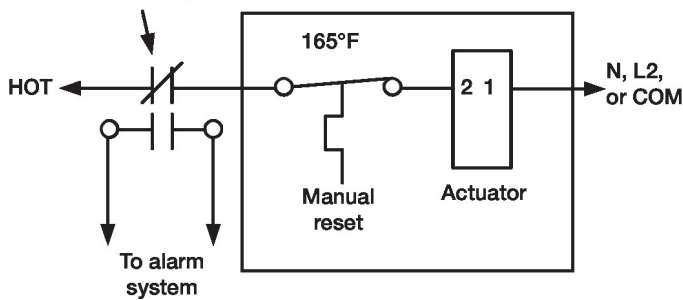 165°F
HOT
2 1
N, L2,
or COM
Manual
reset
Actuator
To alarm
system